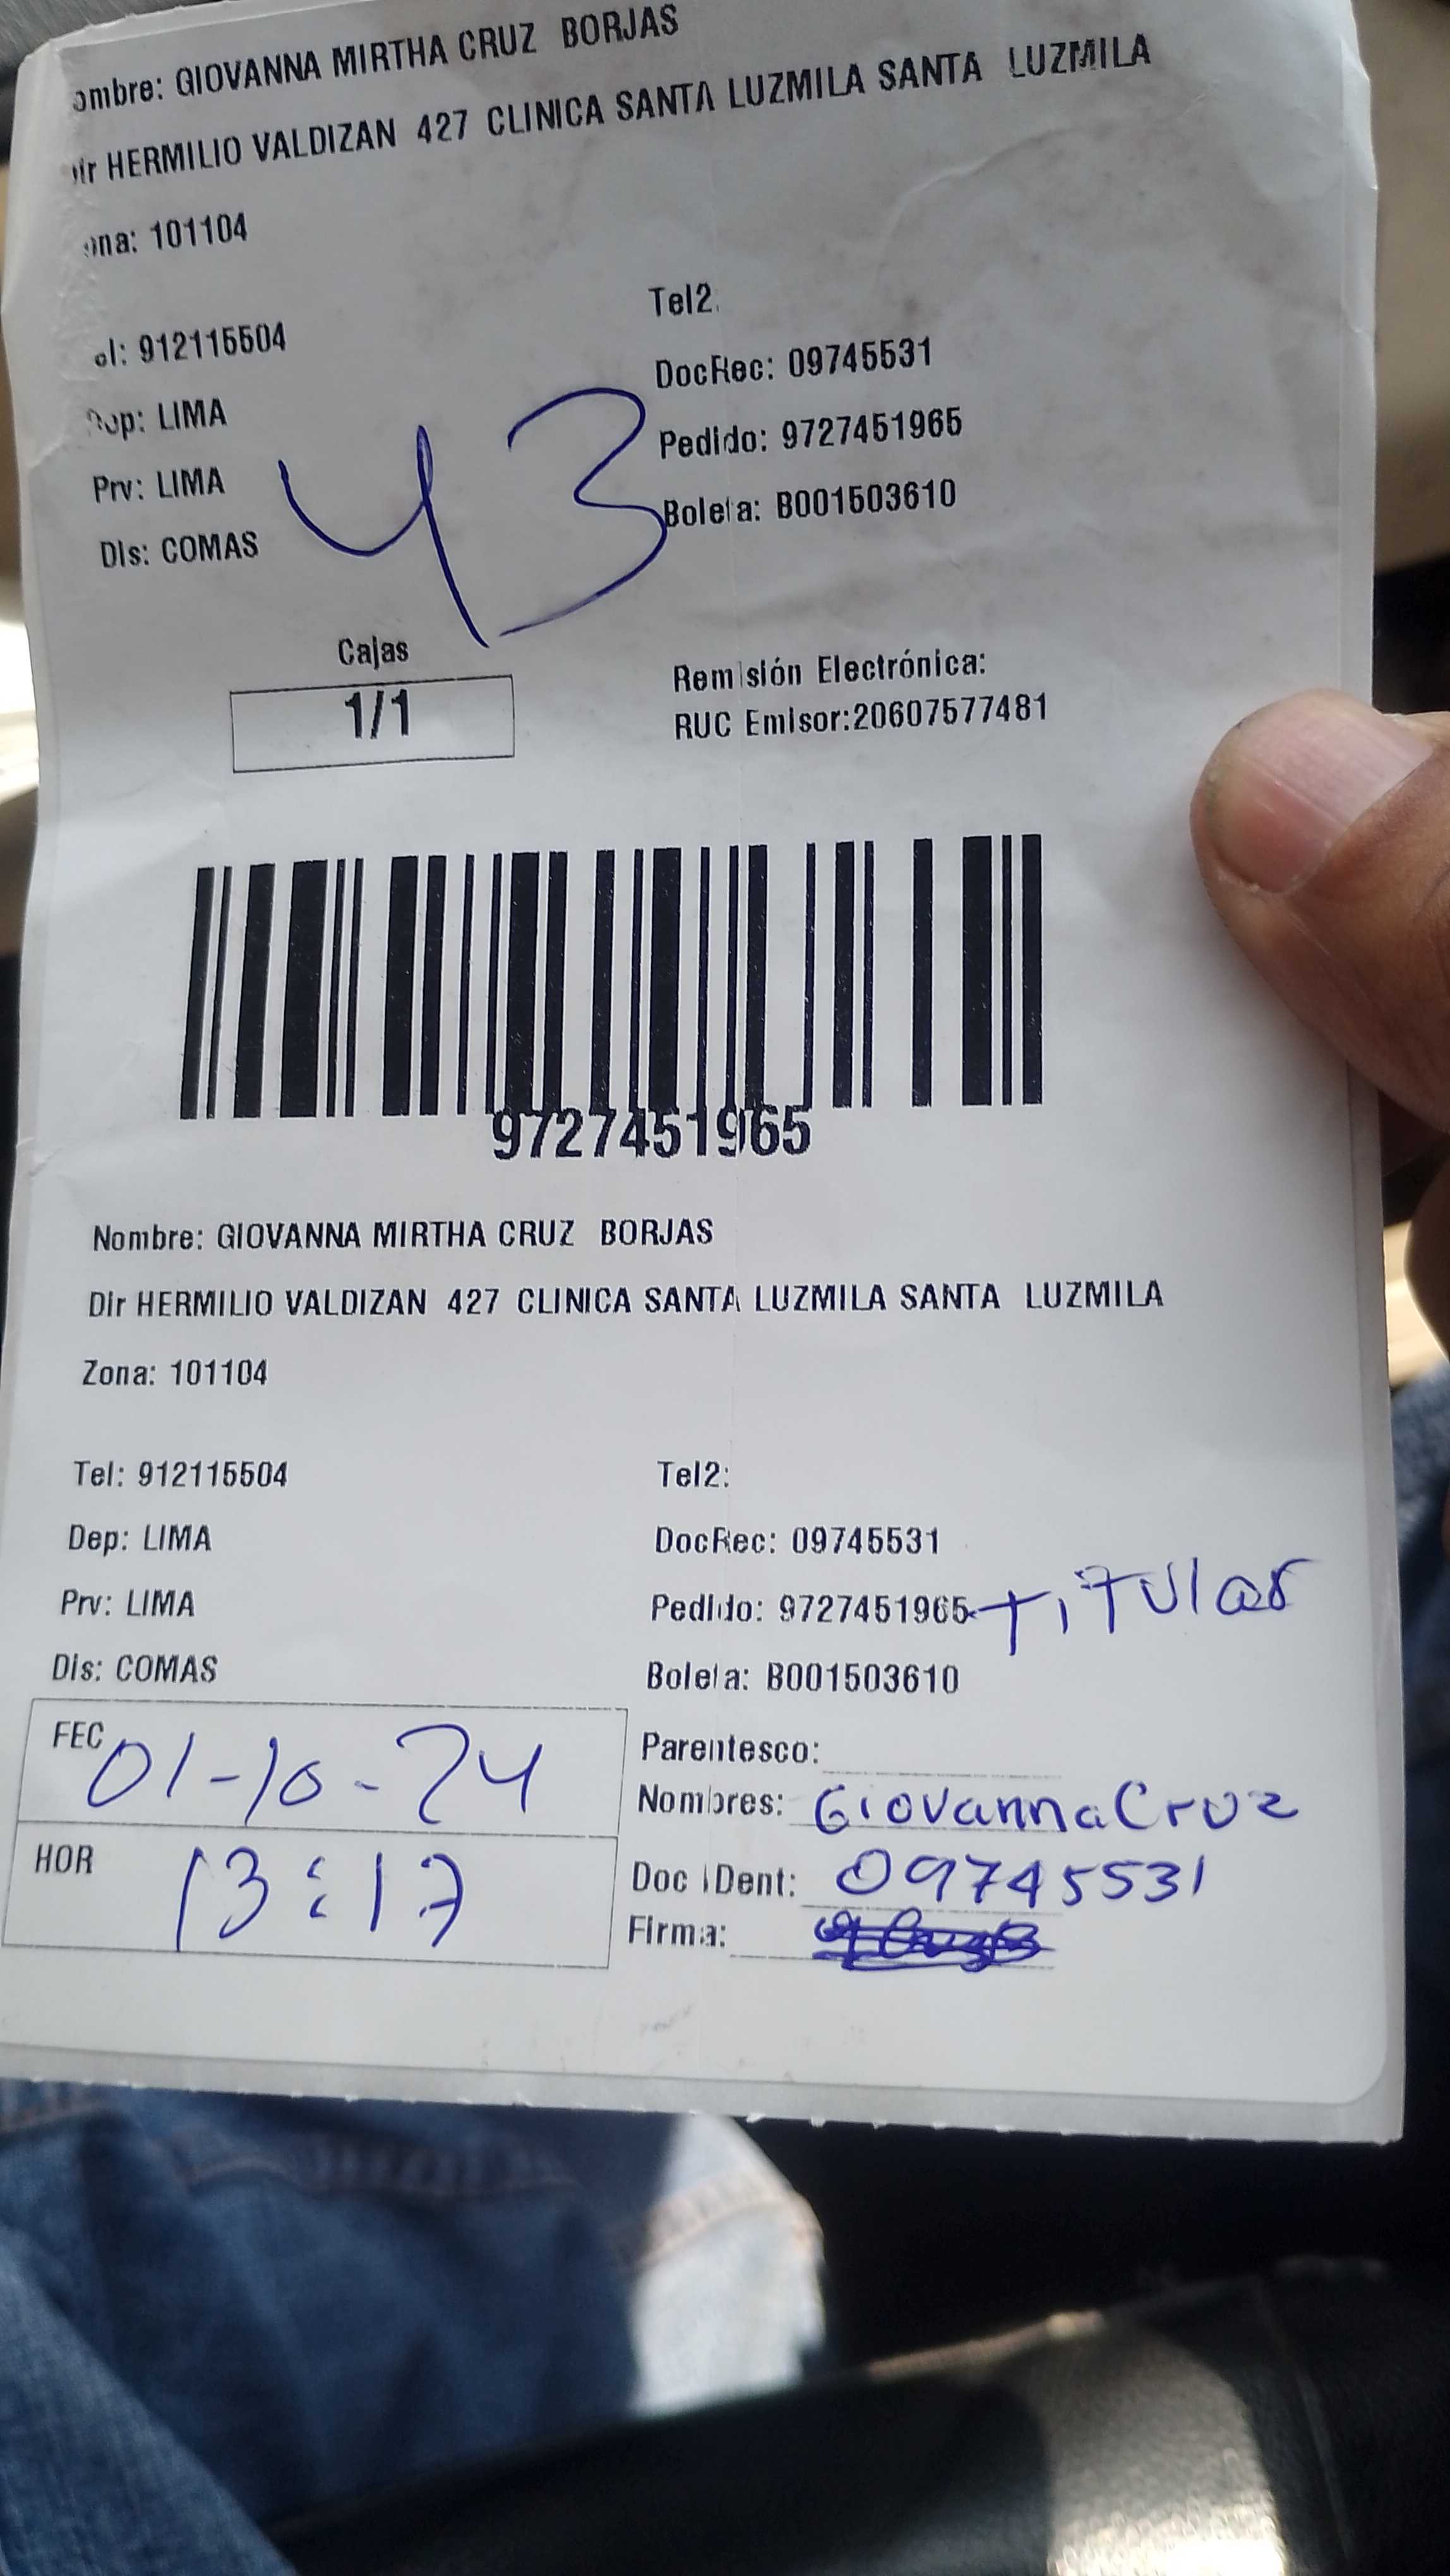 ombre: GIOVANNA MIRTHA CRUZ BORJAS
ir HERMILIO VALDIZAN 427 CLINICA SANTA LUZMILA SANTA LUZMILA
ona: 101104
Tel2:
el: 912115504
DocRec: 09745531
Dep: LIMA
Pedido: 9727451965
Prv: LIMA
43
Boleta: B001503610
Dis: COMAS
Cajas
1/1
Remisión Electrónica:
RUC Emisor:20607577481
9727451965
Nombre: GIOVANNA MIRTHA CRUZ BORJAS
Dir HERMILIO VALDIZAN 427 CLINICA SANTA LUZMILA SANTA LUZMILA
Zona: 101104
Tel: 912115504
Tel2:
Dep: LIMA
DocRec: 09745531
Prv: LIMA
Pedido: 9727451965 TiTUlar
Dis: COMAS
Boleta: B001503610
FEC 01-10-24
Parentesco:
Nombres: Giovanna Cruz
HOR 13:17
Doc iDent: 09745531
Firma: